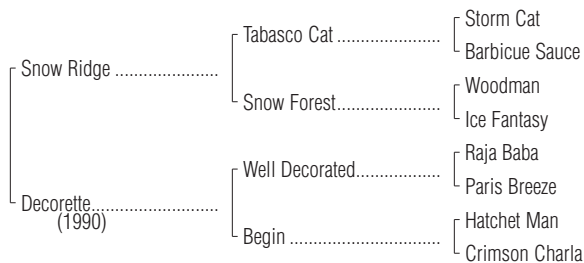 Storm Cat
Tabasco Cat ......................
Barbicue Sauce
Snow Ridge ......................
Woodman
Snow Forest......................
Ice Fantasy
Raja Baba
Well Decorated..................
Paris Breeze
Decorette...........................
(1990)
Hatchet Man
Begin ................................
Crimson Charla